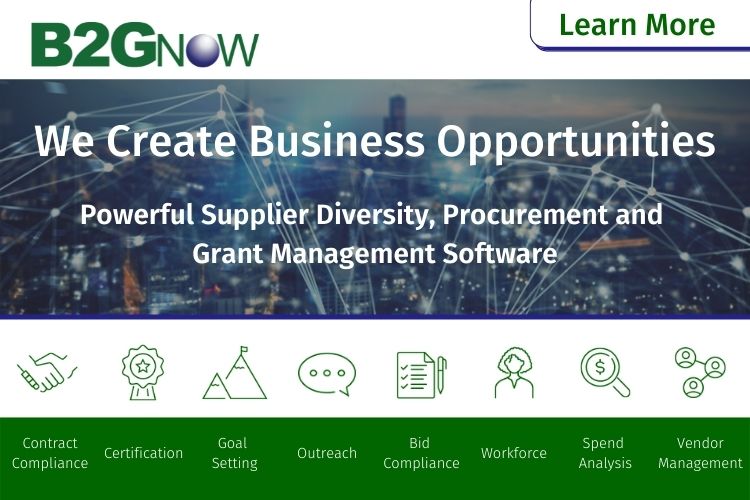 B2GNOW
Learn More
We Create Business Opportunities
Powerful Supplier Diversity, Procurement and
Grant Management Software
$
Contract
Compliance
Certification
Goal
Setting
Outreach
Bid
Compliance
Workforce
Spend
Analysis
Vendor
Management